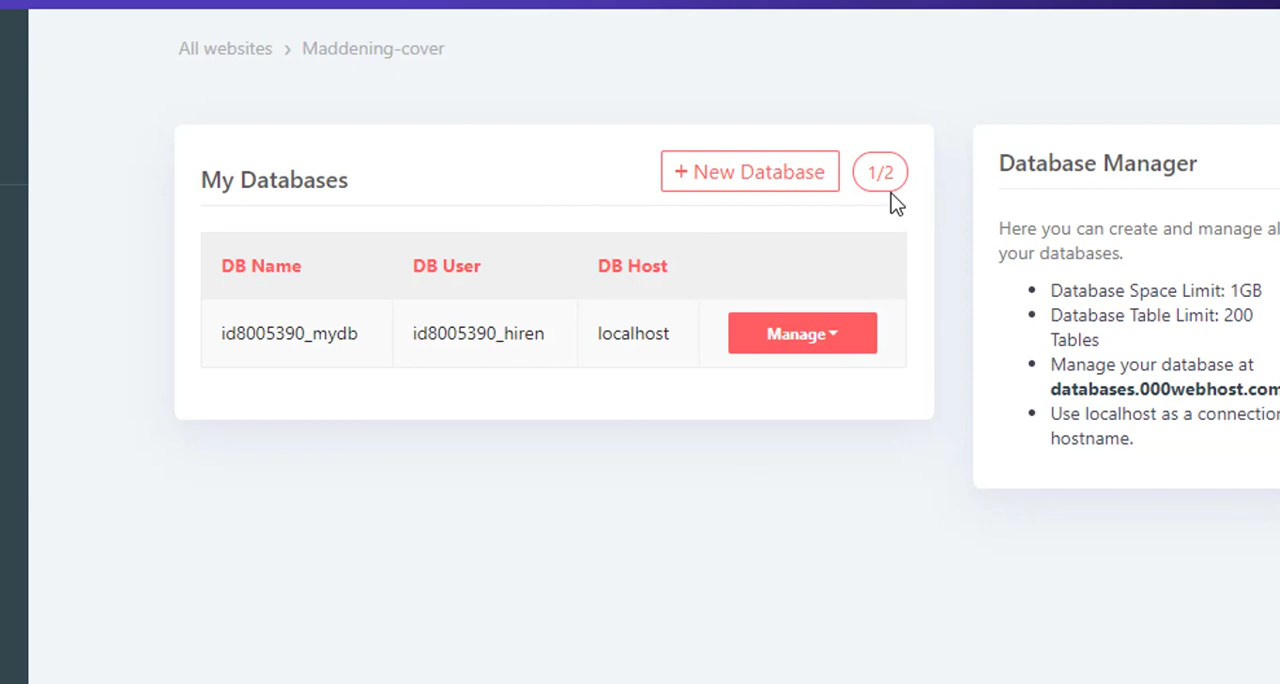 All websites › Maddening-cover
My Databases
+ New Database
1/2
DB Name DB User DB Host
id8005390_mydb id8005390_hiren localhost Manage
Database Manager
Here you can create and manage al
your databases.
• Database Space Limit: 1GB
• Database Table Limit: 200
Tables
• Manage your database at
databases.000webhost.com
• Use localhost as a connection
hostname.